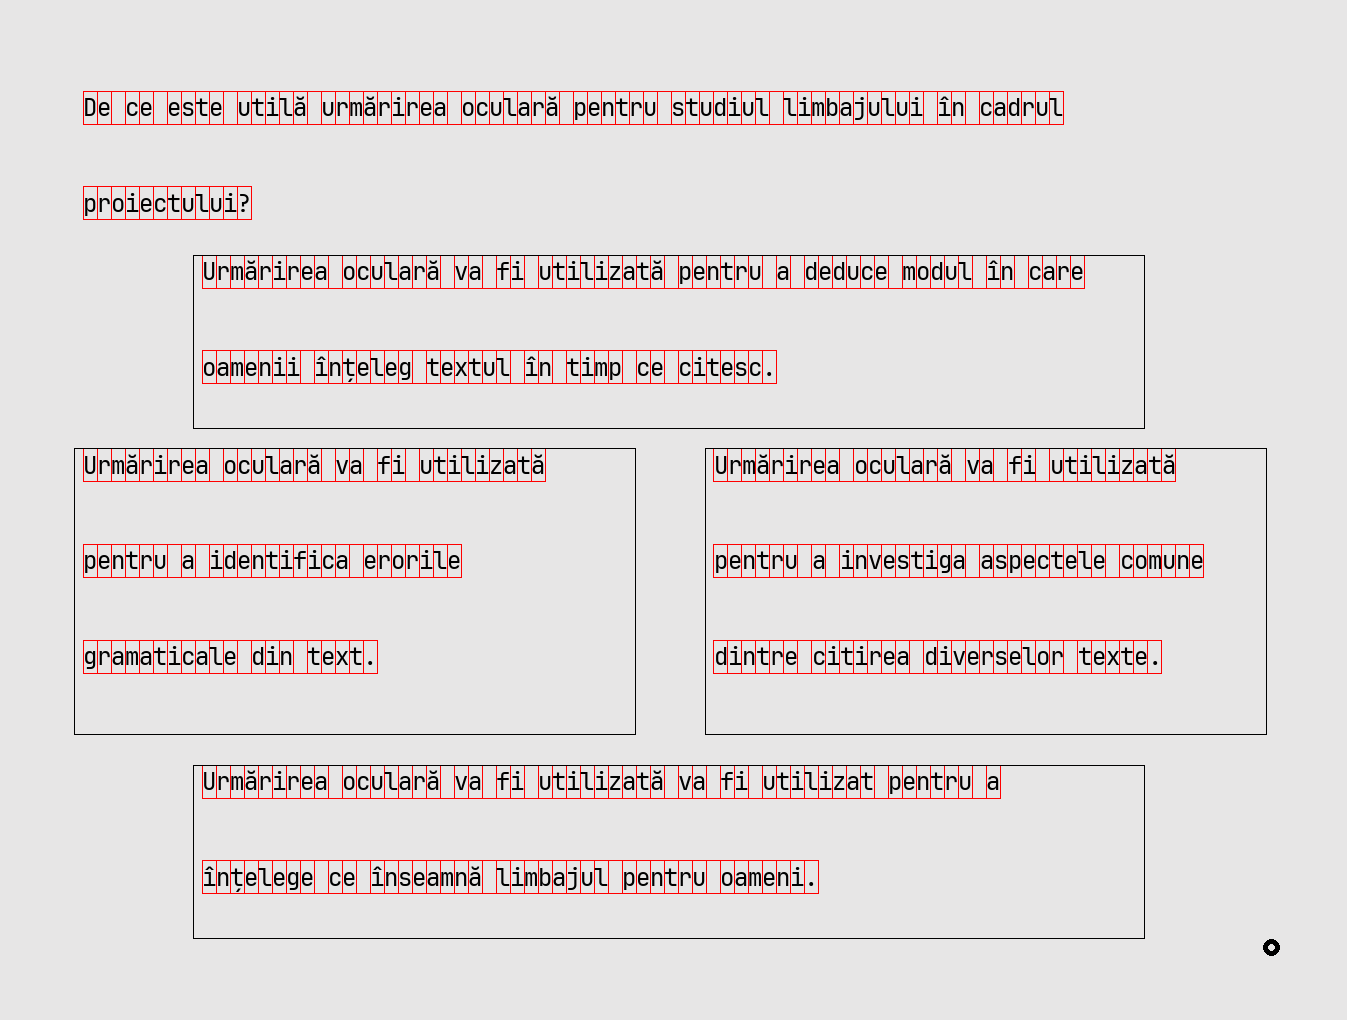 De ce este utilă urmărirea oculară pentru studiul limbajului în cadrul
proiectului?
Urmărirea oculară va fi utilizată pentru a deduce modul în care
oamenii înțeleg textul în timp ce citesc.
Urmărirea oculară va fi utilizată
pentru a identifica erorile
gramaticale din text.
Urmărirea oculară va fi utilizată
pentru a investiga aspectele comune
dintre citirea diverselor texte.
Urmărirea oculară va fi utilizată va fi utilizat pentru a
înțelege ce înseamnă limbajul pentru oameni.